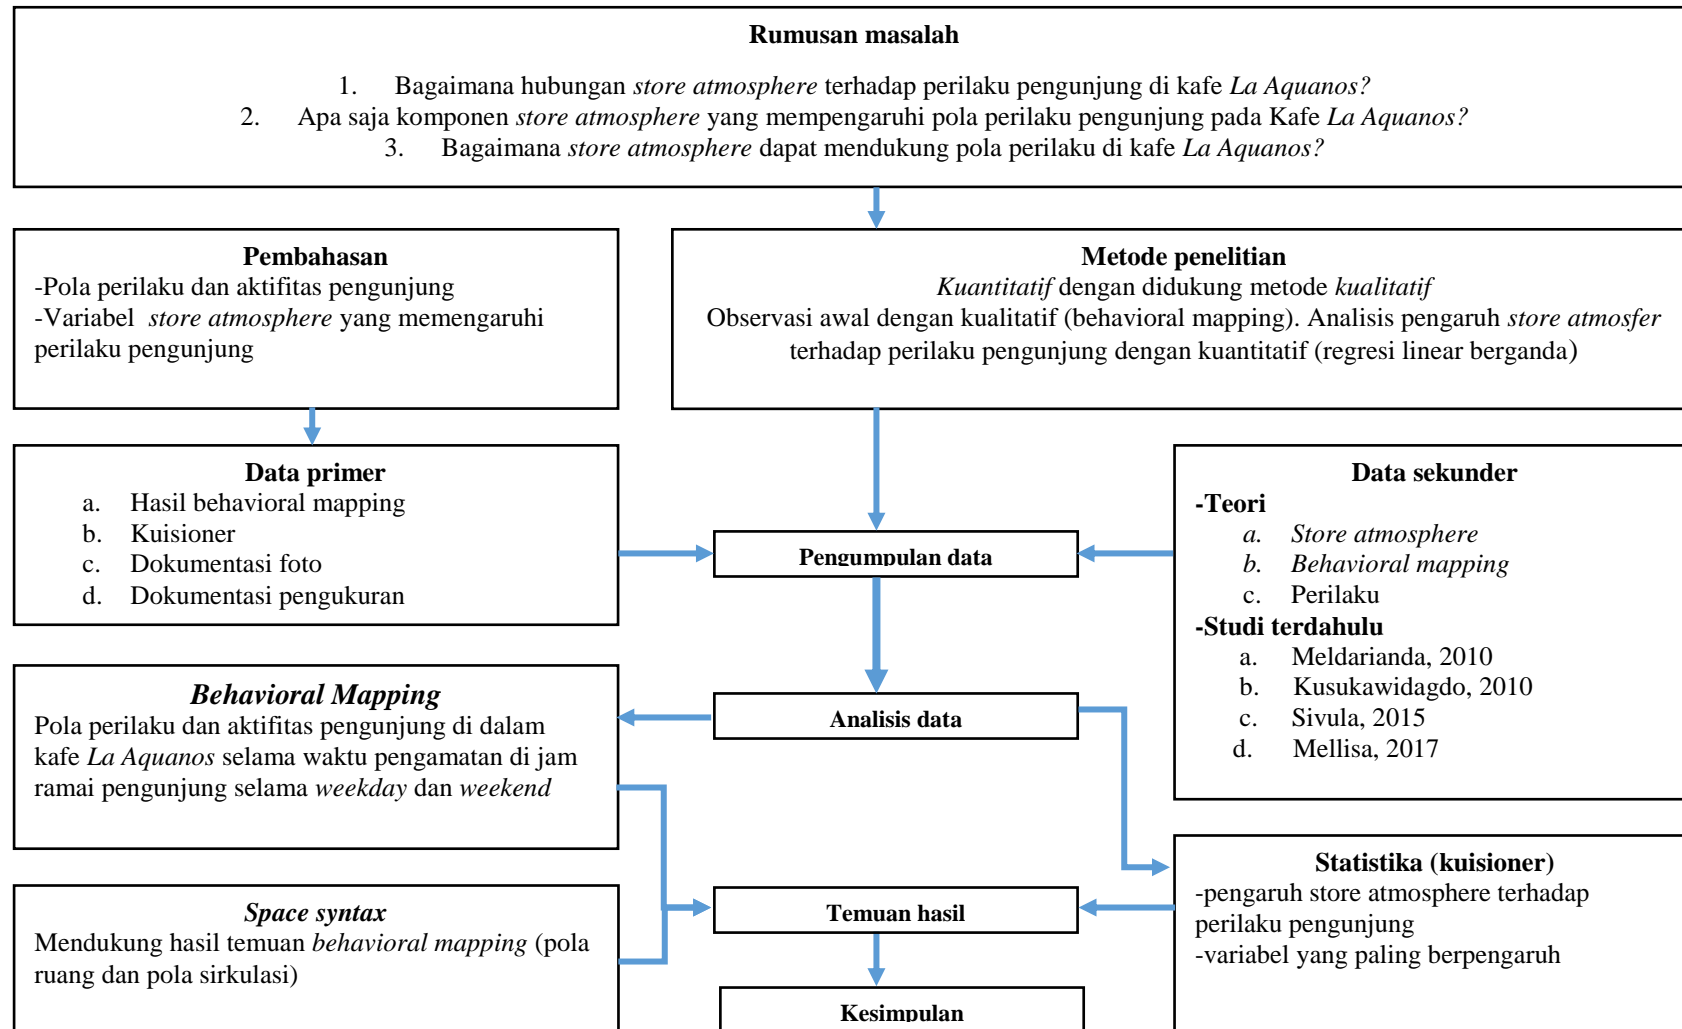 Rumusan masalah
1. Bagaimana hubungan store atmosphere terhadap perilaku pengunjung di kafe La Aquanos?
2. Apa saja komponen store atmosphere yang mempengaruhi pola perilaku pengunjung pada Kafe La Aquanos?
3. Bagaimana store atmosphere dapat mendukung pola perilaku di kafe La Aquanos?
Pembahasan
-Pola perilaku dan aktifitas pengunjung
-Variabel store atmosphere yang memengaruhi
perilaku pengunjung
Metode penelitian
Kuantitatif dengan didukung metode kualitatif
Observasi awal dengan kualitatif (behavioral mapping). Analisis pengaruh store atmosfer
terhadap perilaku pengunjung dengan kuantitatif (regresi linear berganda)
Data primer
a. Hasil behavioral mapping
b. Kuisioner
c. Dokumentasi foto
d. Dokumentasi pengukuran
Pengumpulan data
Data sekunder
-Teori
a. Store atmosphere
b. Behavioral mapping
c. Perilaku
-Studi terdahulu
a. Meldarianda, 2010
b. Kusukawidagdo, 2010
c. Sivula, 2015
d. Mellisa, 2017
Behavioral Mapping
Pola perilaku dan aktifitas pengunjung di dalam
kafe La Aquanos selama waktu pengamatan di jam
ramai pengunjung selama weekday dan weekend
Analisis data
Statistika (kuisioner)
-pengaruh store atmosphere terhadap
perilaku pengunjung
-variabel yang paling berpengaruh
Space syntax
Mendukung hasil temuan behavioral mapping (pola
ruang dan pola sirkulasi)
Temuan hasil
Kesimpulan